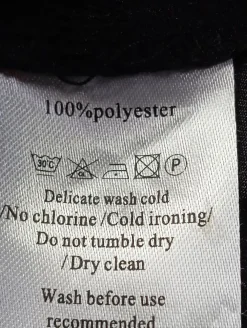 100%polyester
30°C CL P
Delicate wash cold
/No chlorine /Cold ironing/
Do not tumble dry
/Dry clean
Wash before use
recommended